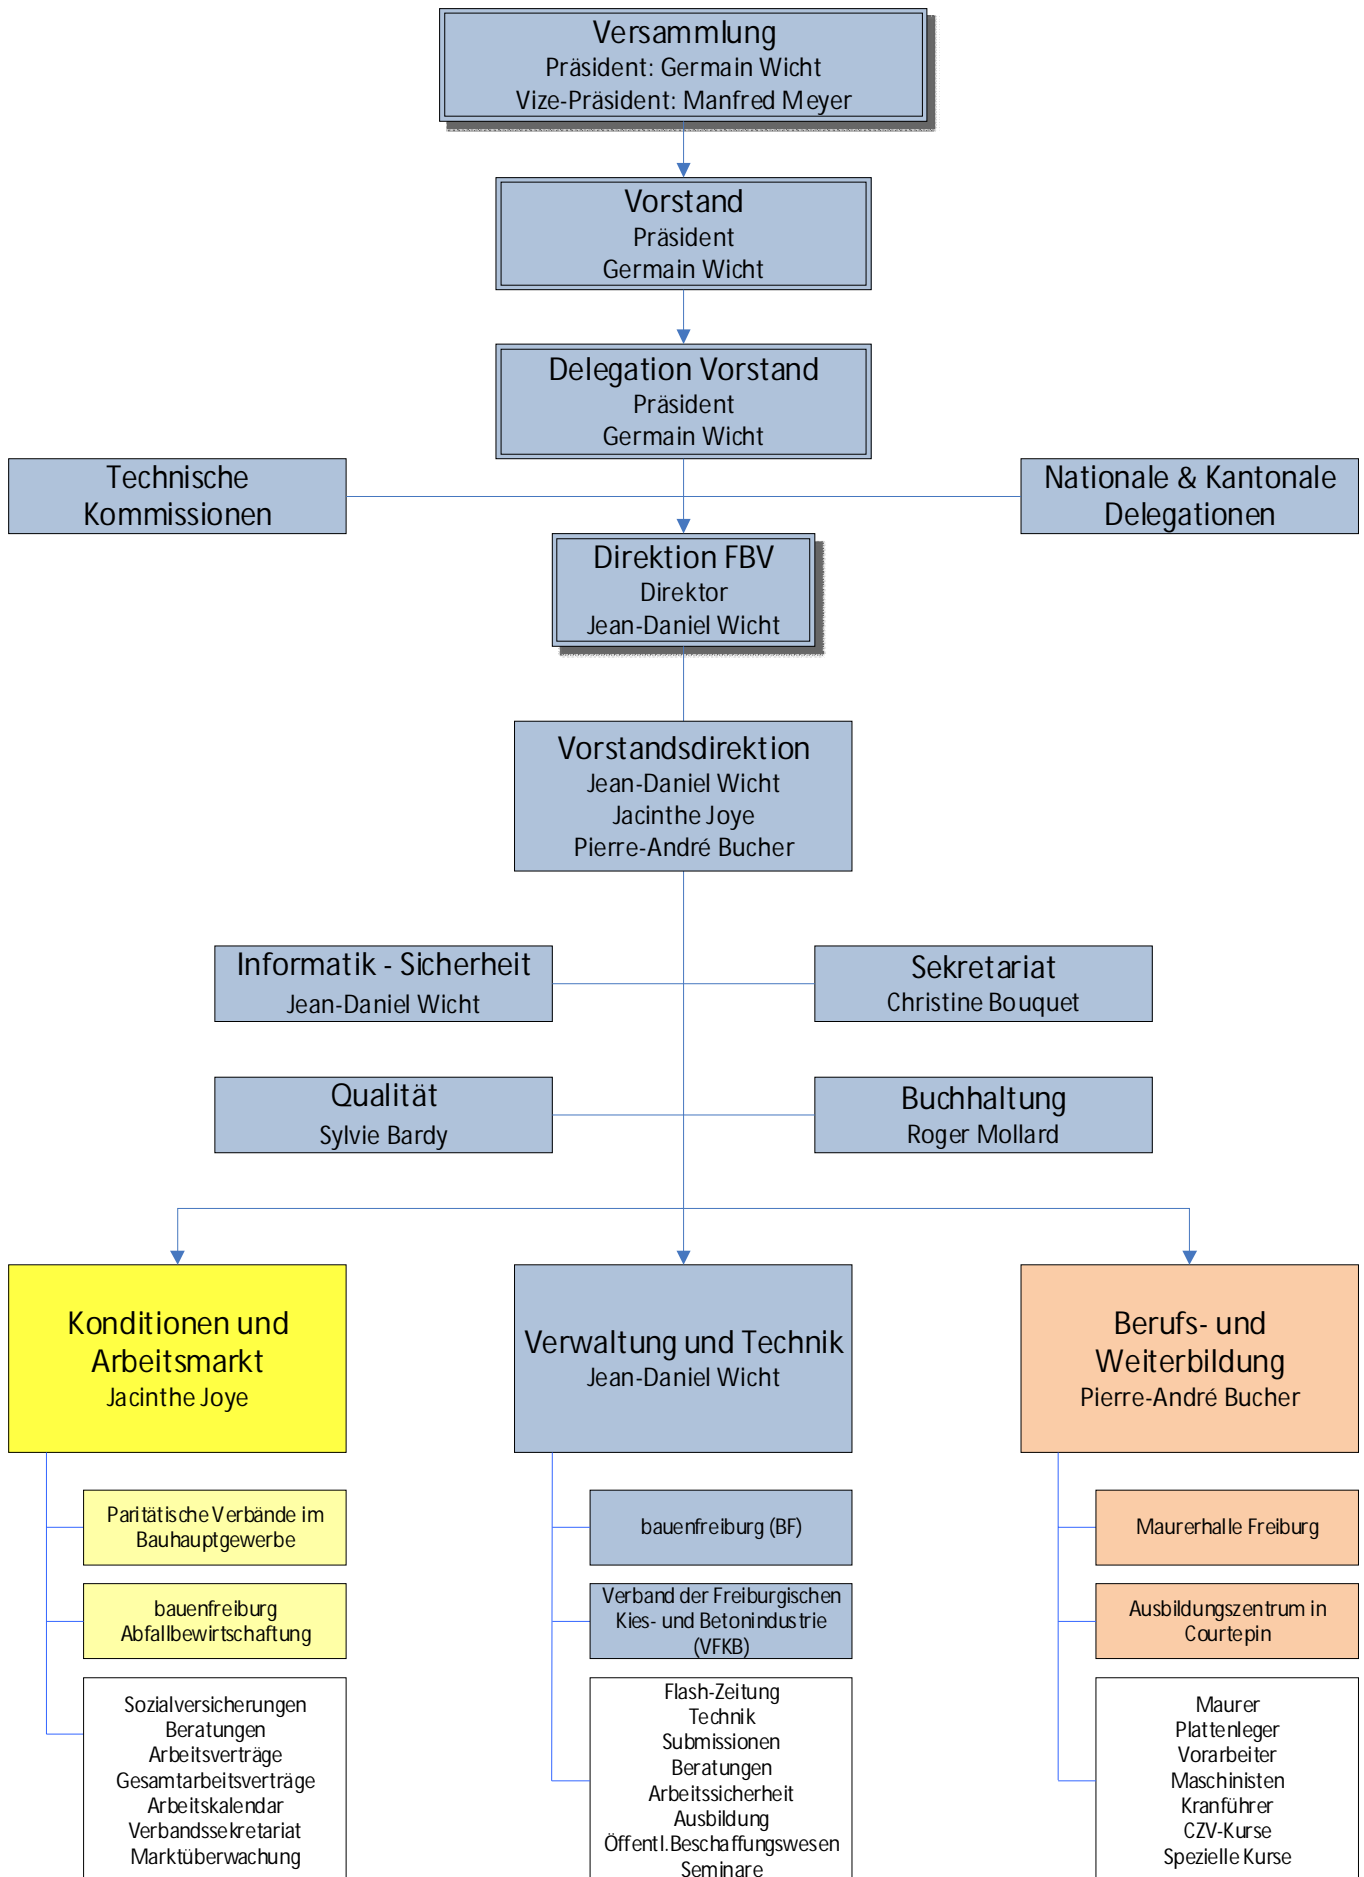 Versammlung
Präsident: Germain Wicht
Vize-Präsident: Manfred Meyer
Vorstand
Präsident
Germain Wicht
Delegation Vorstand
Präsident
Germain Wicht
Technische
Kommissionen
Nationale & Kantonale
Delegationen
Direktion FBV
Direktor
Jean-Daniel Wicht
Vorstandsdirektion
Jean-Daniel Wicht
Jacinthe Joye
Pierre-André Bucher
Informatik - Sicherheit
Jean-Daniel Wicht
Sekretariat
Christine Bouquet
Qualität
Sylvie Bardy
Buchhaltung
Roger Mollard
Konditionen und
Arbeitsmarkt
Jacinthe Joye
Verwaltung und Technik
Jean-Daniel Wicht
Berufs- und
Weiterbildung
Pierre-André Bucher
Paritätische Verbände im
Bauhauptgewerbe
bauenfreiburg
Abfallbewirtschaftung
Sozialversicherungen
Beratungen
Arbeitsverträge
Gesamtarbeitsverträge
Arbeitskalendar
Verbandssekretariat
Marktüberwachung
bauenfreiburg (BF)
Verband der Freiburgischen
Kies- und Betonindustrie
(VFKB)
Flash-Zeitung
Technik
Submissionen
Beratungen
Arbeitssicherheit
Ausbildung
Öffentl.Beschaffungswesen
Seminare
Maurerhalle Freiburg
Ausbildungszentrum in
Courtepin
Maurer
Plattenleger
Vorarbeiter
Maschinisten
Kranführer
CZV-Kurse
Spezielle Kurse